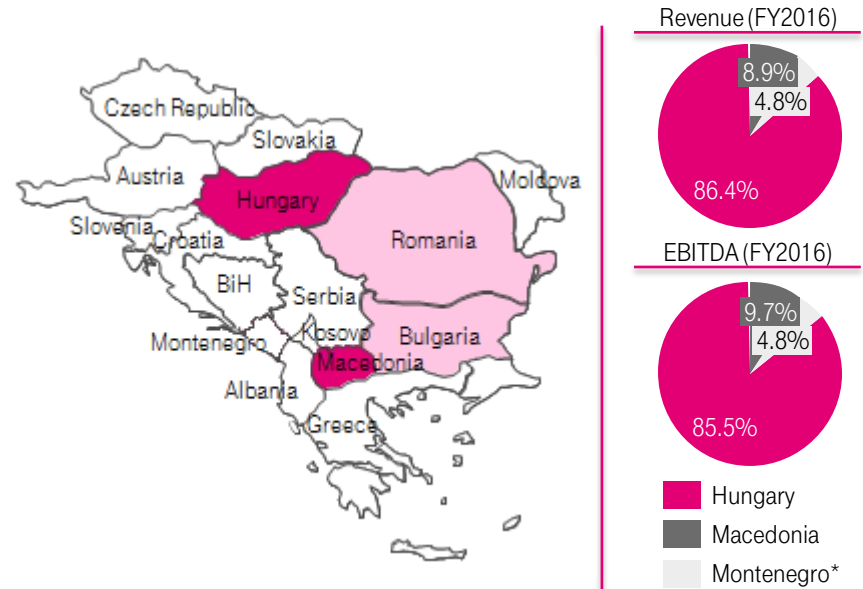 Czech Republic
Slovakia
Austria
Moldova
Hungary
Slovenia
Croatia
Romania
BiH
Serbia
Kosovo
Bulgaria
Montenegro
Macedonia
Albania
Greece
Revenue (FY2016)
8.9%
4.8%
86.4%
EBITDA (FY2016)
9.7%
4.8%
85.5%
Hungary
Macedonia
Montenegro*